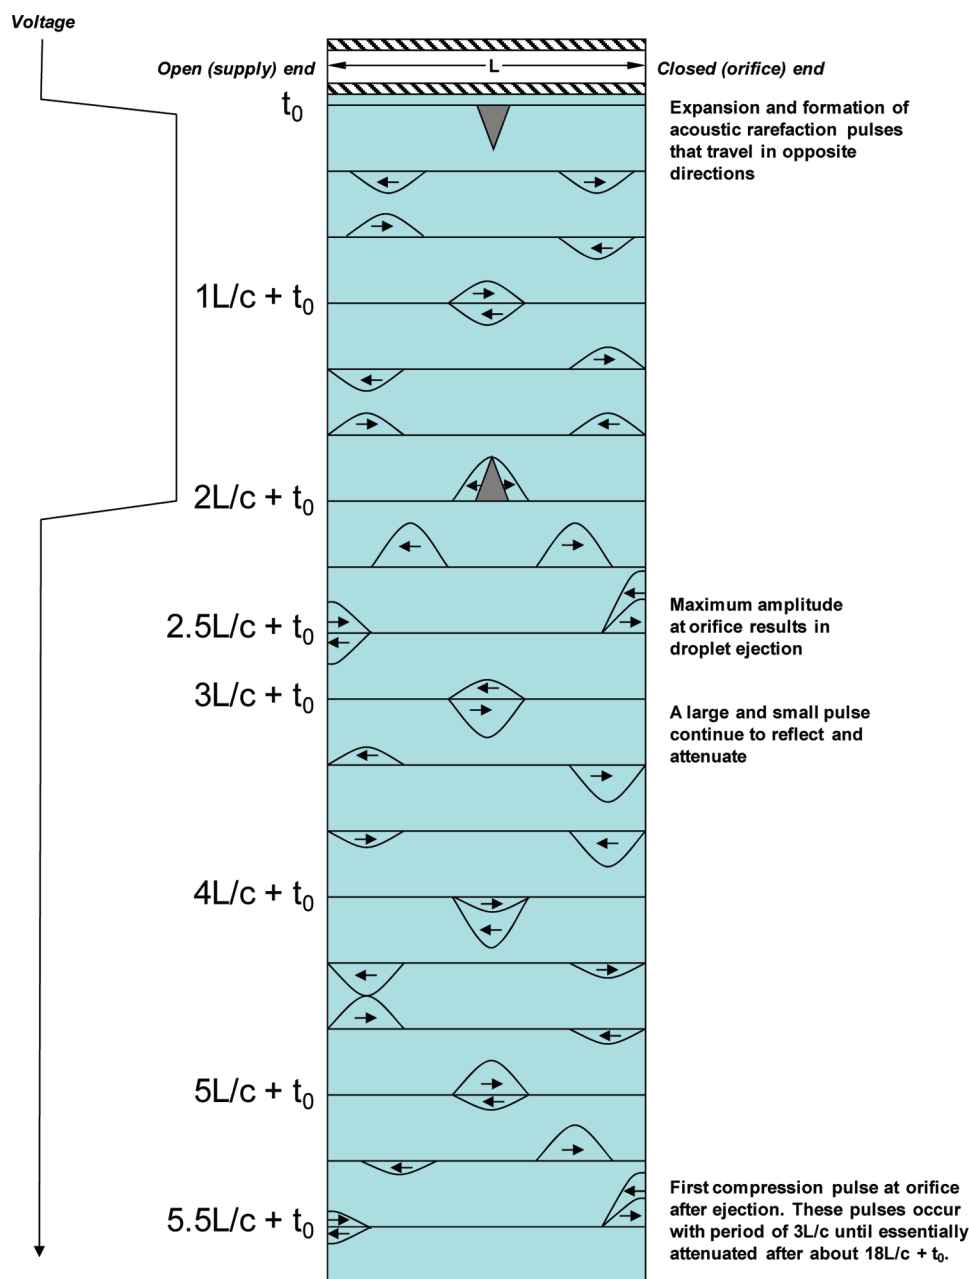 Voltage
Open (supply) end
L
Closed (orifice) end
t0
Expansion and formation of
acoustic rarefaction pulses
that travel in opposite
directions
1L/c + t0
2L/c + t0
2.5L/c + t0
Maximum amplitude
at orifice results in
droplet ejection
3L/c + t0
A large and small pulse
continue to reflect and
attenuate
4L/c + t0
5L/c + t0
5.5L/c + t0
First compression pulse at orifice
after ejection. These pulses occur
with period of 3L/c until essentially
attenuated after about 18L/c + t0.